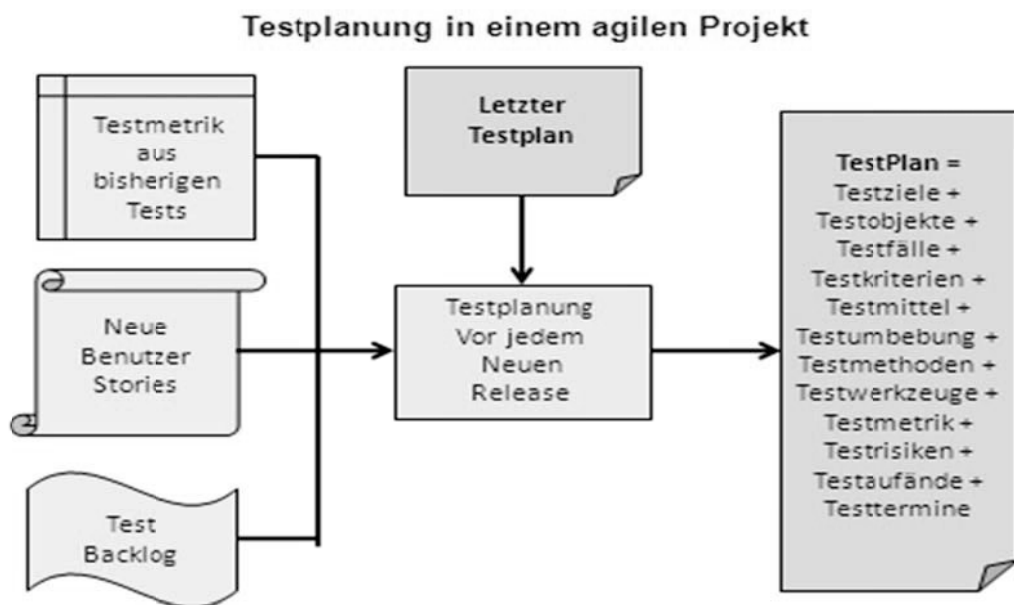 Testplanung in einem agilen Projekt
Testmetrik
aus
bisherigen
Tests
Neue
Benutzer
Stories
Test
Backlog
Letzter
Testplan
Testplanung
Vor jedem
Neuen
Release
TestPlan =
Testziele +
Testobjekte +
Testfälle +
Testkriterien +
Testmittel +
Testumbebung +
Testmethoden +
Testwerkzeuge +
Testmetrik +
Testrisiken +
Testaufände +
Testtermine